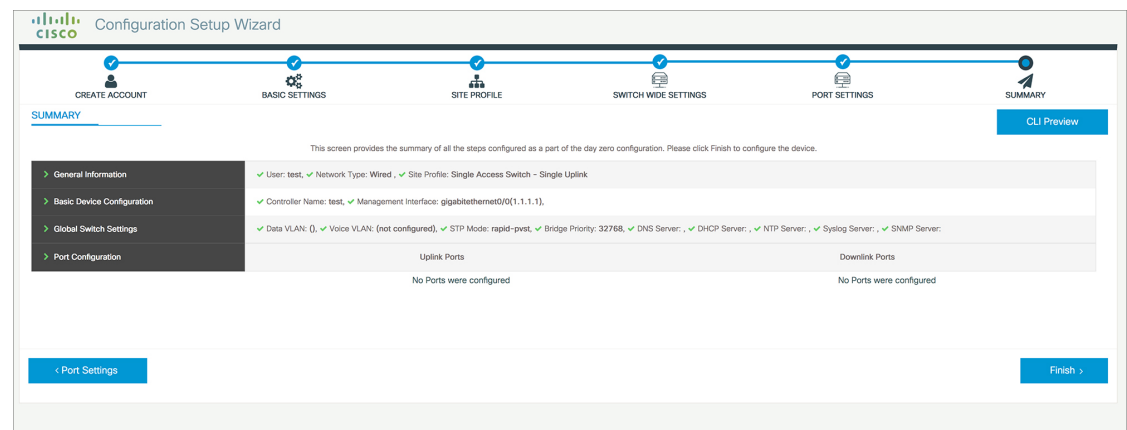 CISCO Configuration Setup Wizard
CREATE ACCOUNT BASIC SETTINGS SITE PROFILE SWITCH WIDE SETTINGS PORT SETTINGS SUMMARY
SUMMARY
CLI Preview
This screen provides the summary of all the steps configured as a part of the day zero configuration. Please click Finish to configure the device.
General Information User: test, Network Type: Wired , Site Profile: Single Access Switch - Single Uplink
Basic Device Configuration Controller Name: test, Management Interface: gigabitethernet0/0(1.1.1.1),
Global Switch Settings Data VLAN: (), Voice VLAN: (not configured), STP Mode: rapid-pvst, Bridge Priority: 32768, DNS Server: , DHCP Server: , NTP Server: , Syslog Server: , SNMP Server:
Port Configuration Uplink Ports Downlink Ports
No Ports were configured No Ports were configured
< Port Settings Finish >